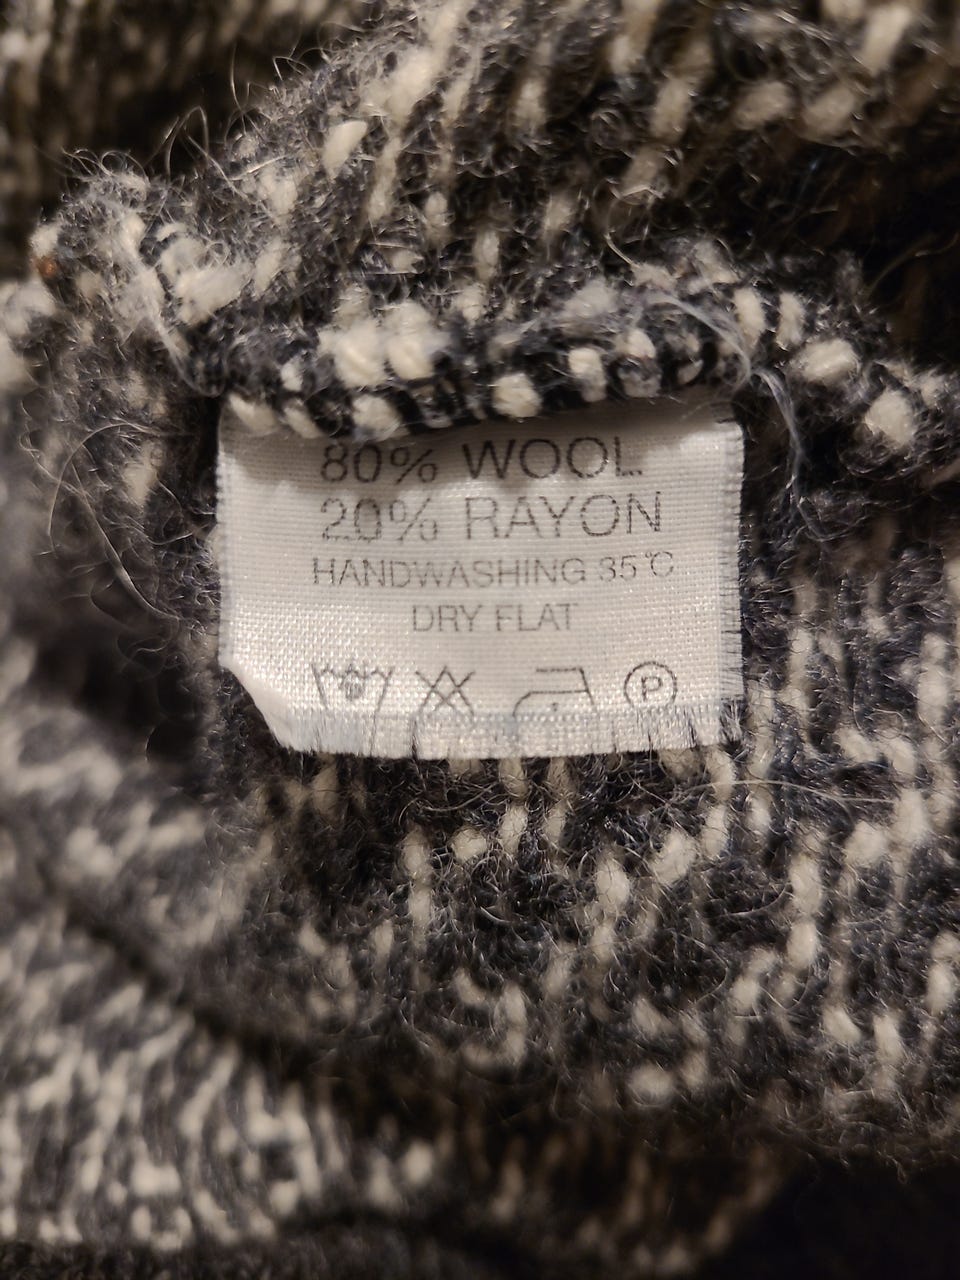 80% WOOL
20% RAYON
HANDWASHING 35°C
DRY FLAT
P